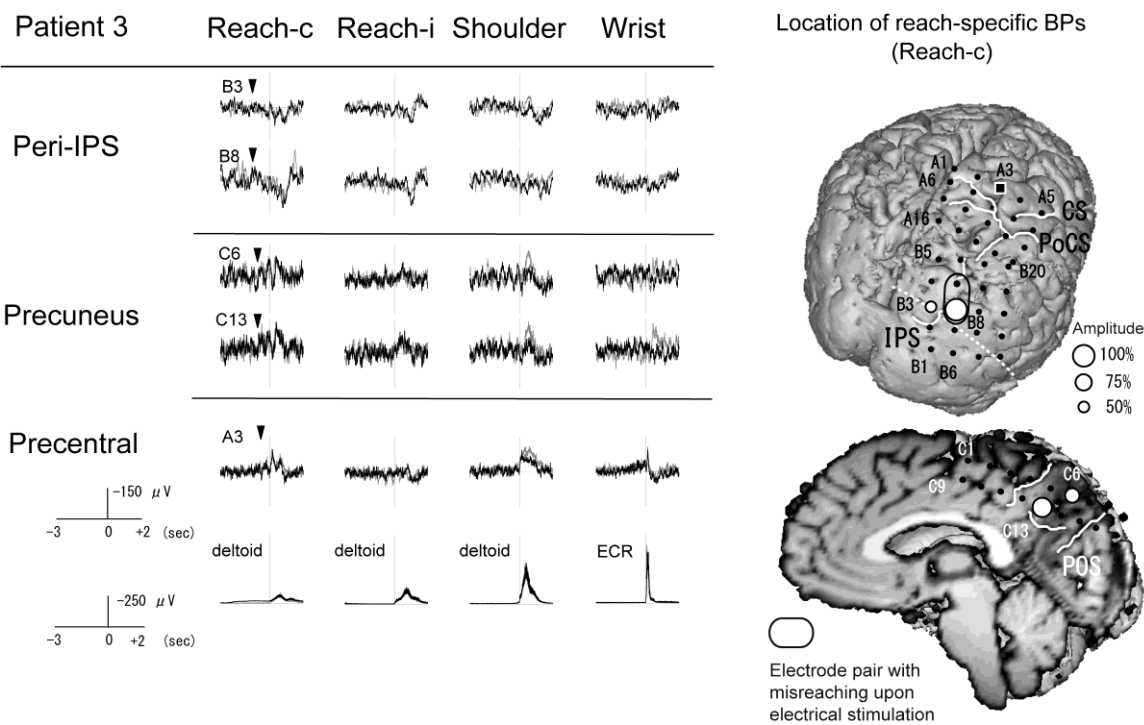 Patient 3
Reach-c Reach-i Shoulder Wrist
Peri-IPS
B3
B8
Precuneus
C6
C13
Precentral
A3
−150 μV
−3 0 +2 (sec)
deltoid deltoid deltoid ECR
−250 μV
−3 0 +2 (sec)
Location of reach-specific BPs
(Reach-c)
A1
A3
A6
A5
CS
A16
PoCS
B5
B20
B3
B8
IPS
B1 B6
Amplitude
100%
75%
50%
C1
C6
C9
C13
POS
Electrode pair with
misreaching upon
electrical stimulation